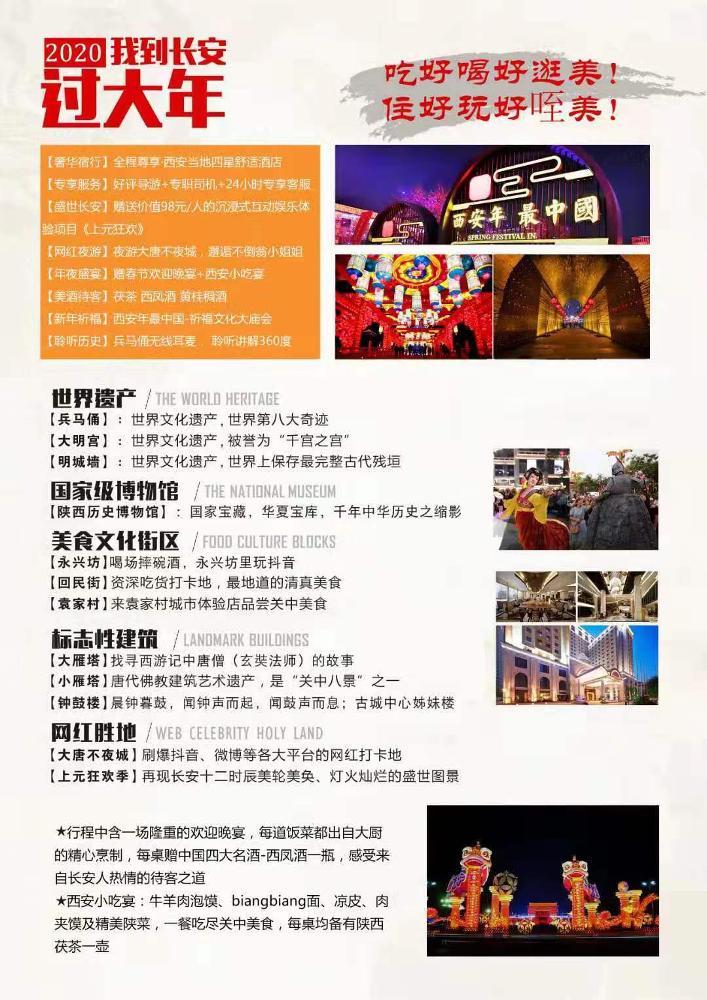 2020 我到长安
过大年
吃好喝好逛美！
住好玩好咥美！
【奢华宿行】全程尊享·西安当地四星舒适酒店
【专享服务】好评导游+专职司机+24小时专享客服
【盛世长安】赠送价值98元/人的沉浸式互动娱乐体
验项目《上元狂欢》
【网红夜游】夜游大唐不夜城，邂逅不倒翁小姐姐
【年夜盛宴】赠春节欢迎晚宴+西安小吃宴
【美酒待客】茯茶 西凤酒 黄桂稠酒
【新年祈福】西安年最中国-祈福文化大庙会
【聆听历史】兵马俑无线耳麦，聆听讲解360度
西安年 最中國
SPRING FESTIVAL IN.
世界遗产 / THE WORLD HERITAGE
【兵马俑】：世界文化遗产，世界第八大奇迹
【大明宫】：世界文化遗产，被誉为“千宫之宫”
【明城墙】：世界文化遗产，世界上保存最完整古代残垣
国家级博物馆 / THE NATIONAL MUSEUM
【陕西历史博物馆】：国家宝藏，华夏宝库，千年中华历史之缩影
美食文化街区 / FOOD CULTURE BLOCKS
【永兴坊】喝场摔碗酒，永兴坊里玩抖音
【回民街】资深吃货打卡地，最地道的清真美食
【袁家村】来袁家村城市体验店品尝关中美食
标志性建筑 / LANDMARK BUILDINGS
【大雁塔】找寻西游记中唐僧（玄奘法师）的故事
【小雁塔】唐代佛教建筑艺术遗产，是“关中八景”之一
【钟鼓楼】晨钟暮鼓，闻钟声而起，闻鼓声而息；古城中心姊妹楼
网红胜地 / WEB CELEBRITY HOLY LAND
【大唐不夜城】刷爆抖音、微博等各大平台的网红打卡地
【上元狂欢季】再现长安十二时辰美轮美奂、灯火灿烂的盛世图景
★行程中含一场隆重的欢迎晚宴，每道饭菜都出自大厨
的精心烹制，每桌赠中国四大名酒-西凤酒一瓶，感受来
自长安人热情的待客之道
★西安小吃宴：牛羊肉泡馍、biangbiang面、凉皮、肉
夹馍及精美陕菜，一餐吃尽关中美食，每桌均备有陕西
茯茶一壶